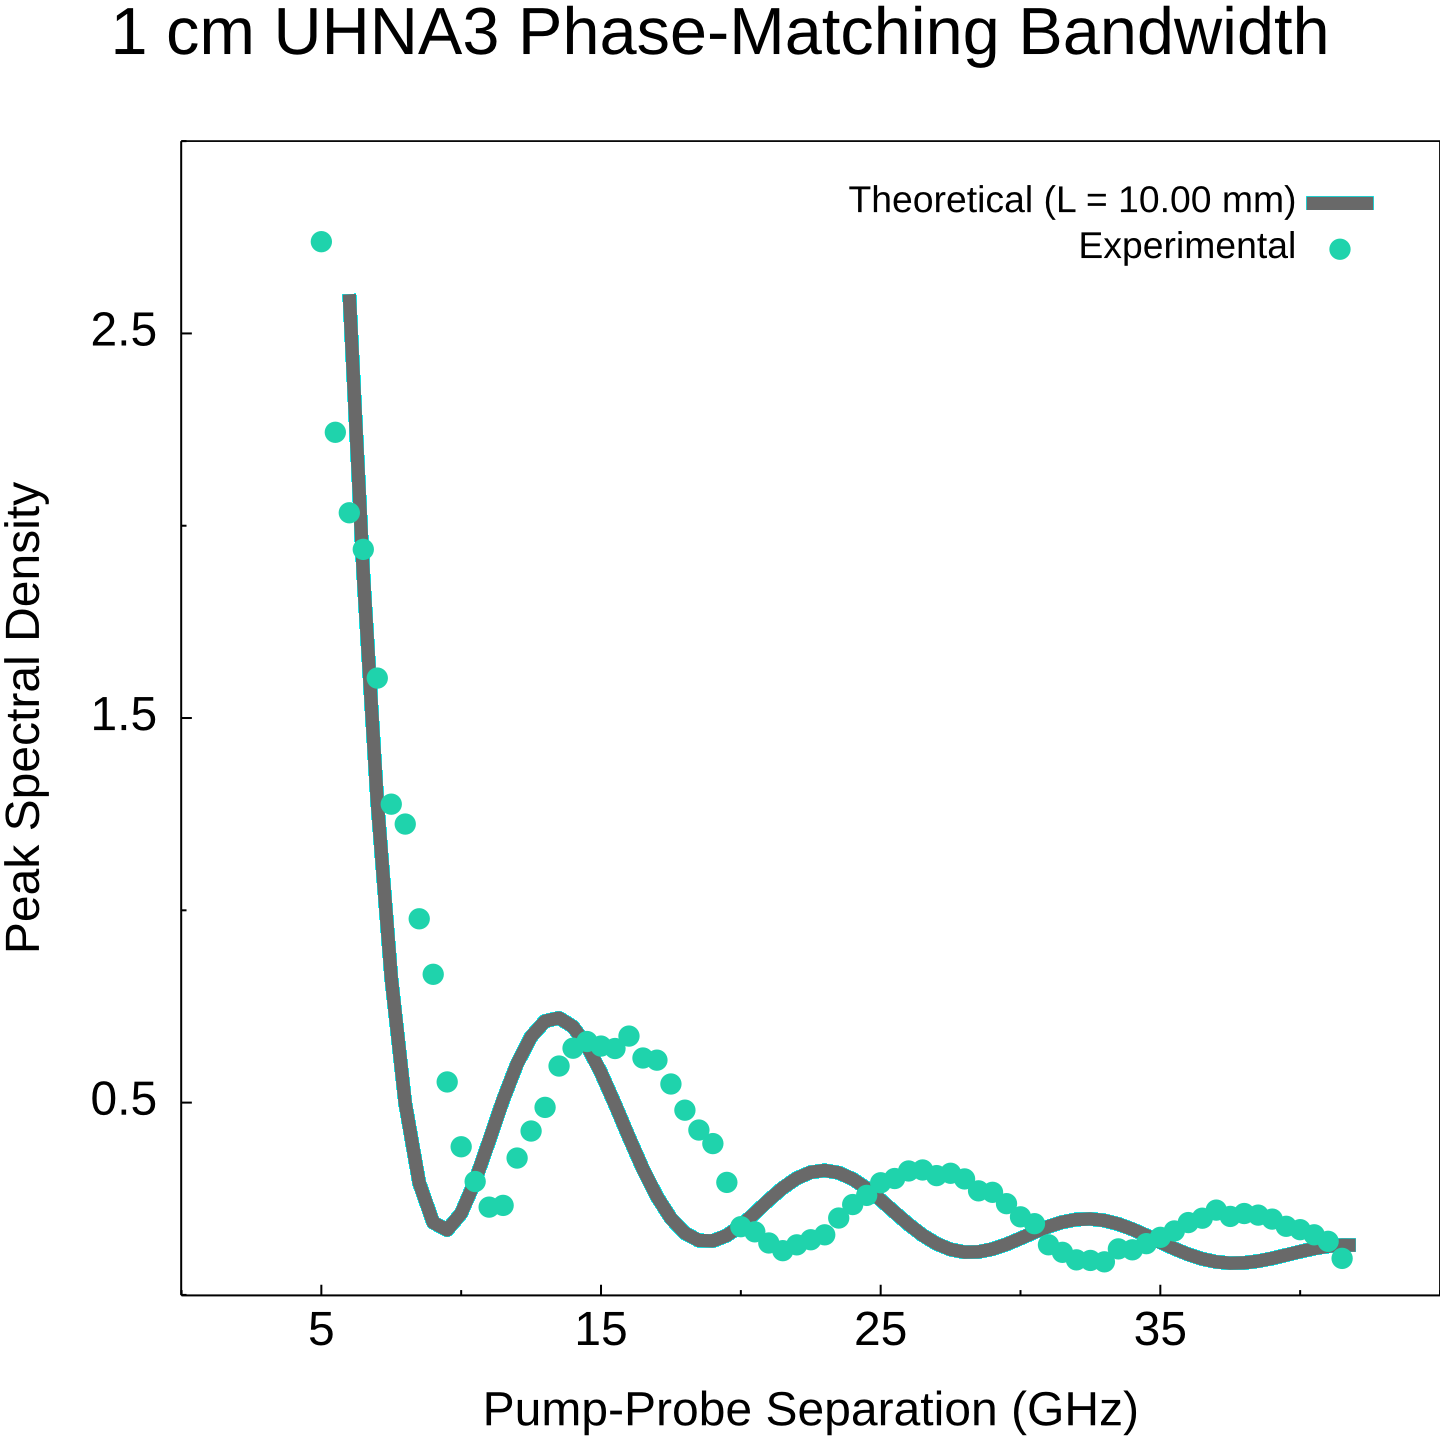 1 cm UHNA3 Phase-Matching Bandwidth
Theoretical (L = 10.00 mm)
Experimental
2.5
1.5
0.5
Peak Spectral Density
5 15 25 35
Pump-Probe Separation (GHz)